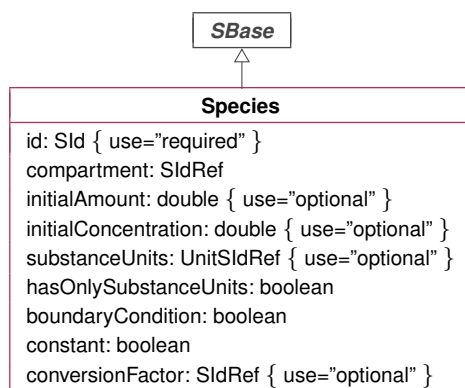 SBase
Species
id: SId { use=”required” }
compartment: SIdRef
initialAmount: double { use=”optional” }
initialConcentration: double { use=”optional” }
substanceUnits: UnitSIdRef { use=”optional” }
hasOnlySubstanceUnits: boolean
boundaryCondition: boolean
constant: boolean
conversionFactor: SIdRef { use=”optional” }